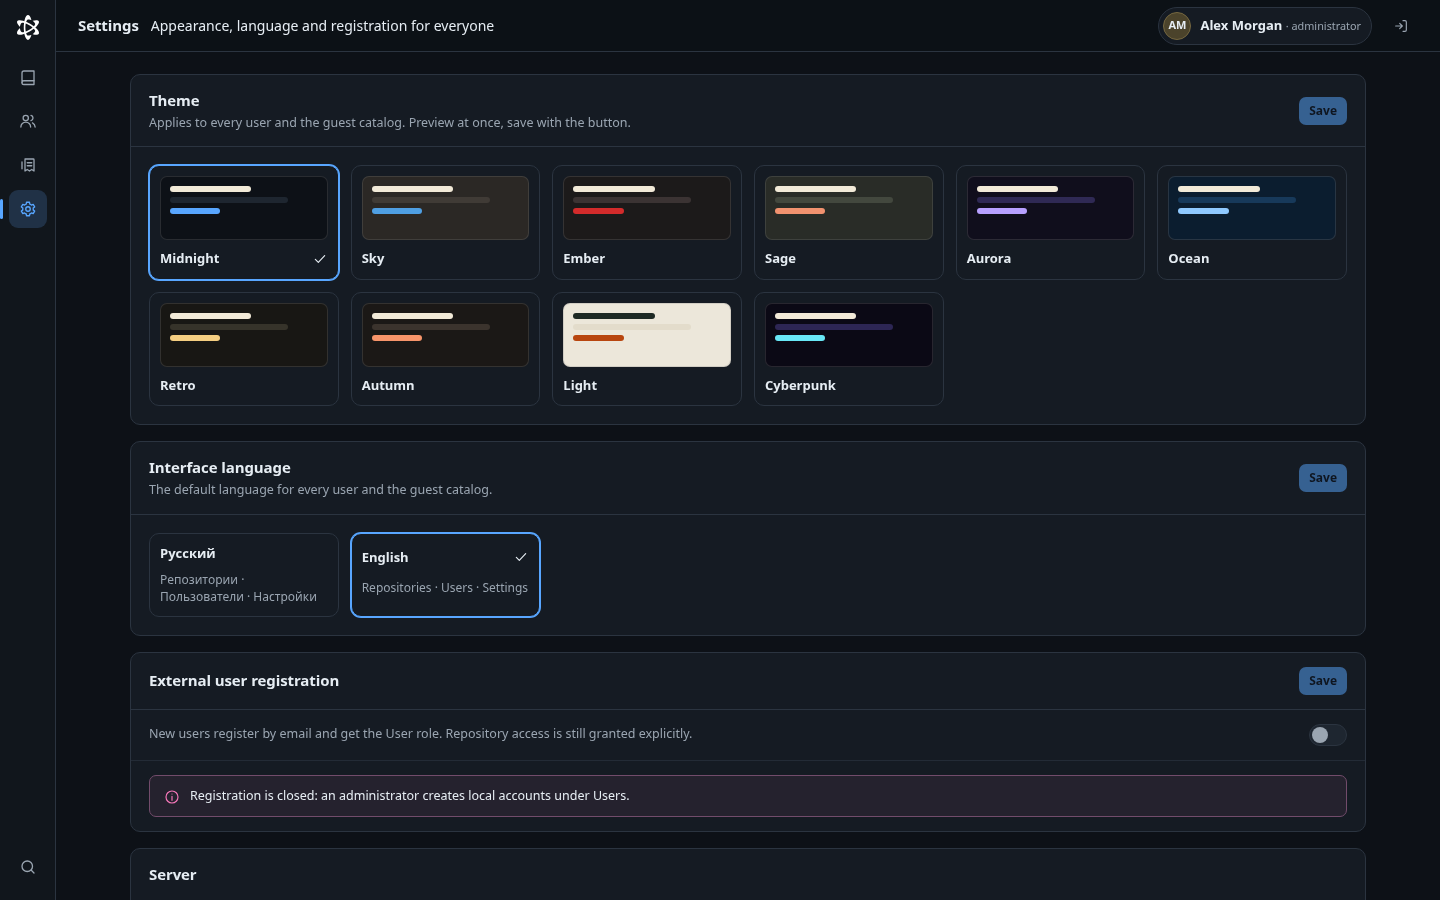 Settings Appearance, language and registration for everyone
AM Alex Morgan · administrator
Theme
Applies to every user and the guest catalog. Preview at once, save with the button.
Save
Midnight
Sky
Ember
Sage
Aurora
Ocean
Retro
Autumn
Light
Cyberpunk
Interface language
The default language for every user and the guest catalog.
Save
Русский
Репозитории ·
Пользователи · Настройки
English
Repositories · Users · Settings
External user registration
Save
New users register by email and get the User role. Repository access is still granted explicitly.
Registration is closed: an administrator creates local accounts under Users.
Server